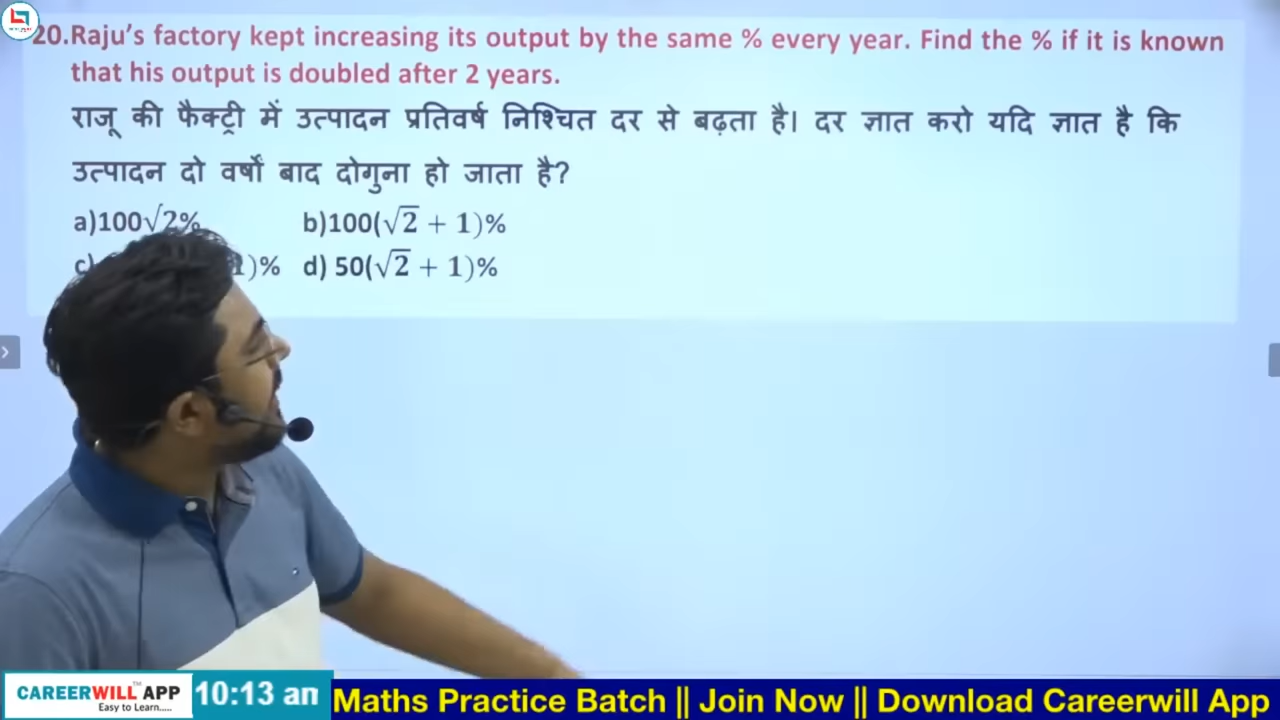 20.Raju's factory kept increasing its output by the same % every year. Find the % if it is known
that his output is doubled after 2 years.
राजू की फैक्ट्री में उत्पादन प्रतिवर्ष निश्चित दर से बढ़ता है। दर ज्ञात करो यदि ज्ञात है कि
उत्पादन दो वर्षों बाद दोगुना हो जाता है?
a)100√2% b)100(√2 + 1)%
c) 1)% d) 50(√2 + 1)%
CAREERWILL™ APP
Easy to Learn.....
10:13 an
Maths Practice Batch || Join Now || Download Careerwill App